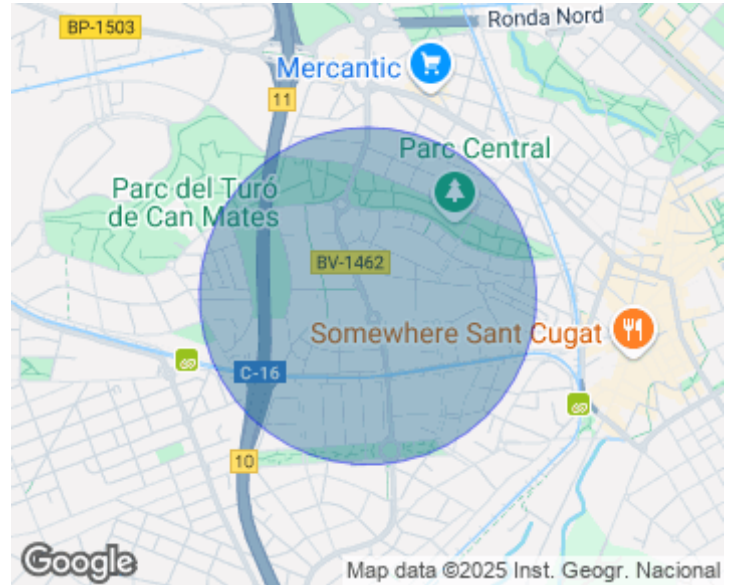 BP-1503
Ronda Nord
Mercantic
11
Parc Central
Parc del Turó
de Can Mates
BV-1462
Somewhere Sant Cugat
C-16
10
Google
Map data ©2025 Inst. Geogr. Nacional